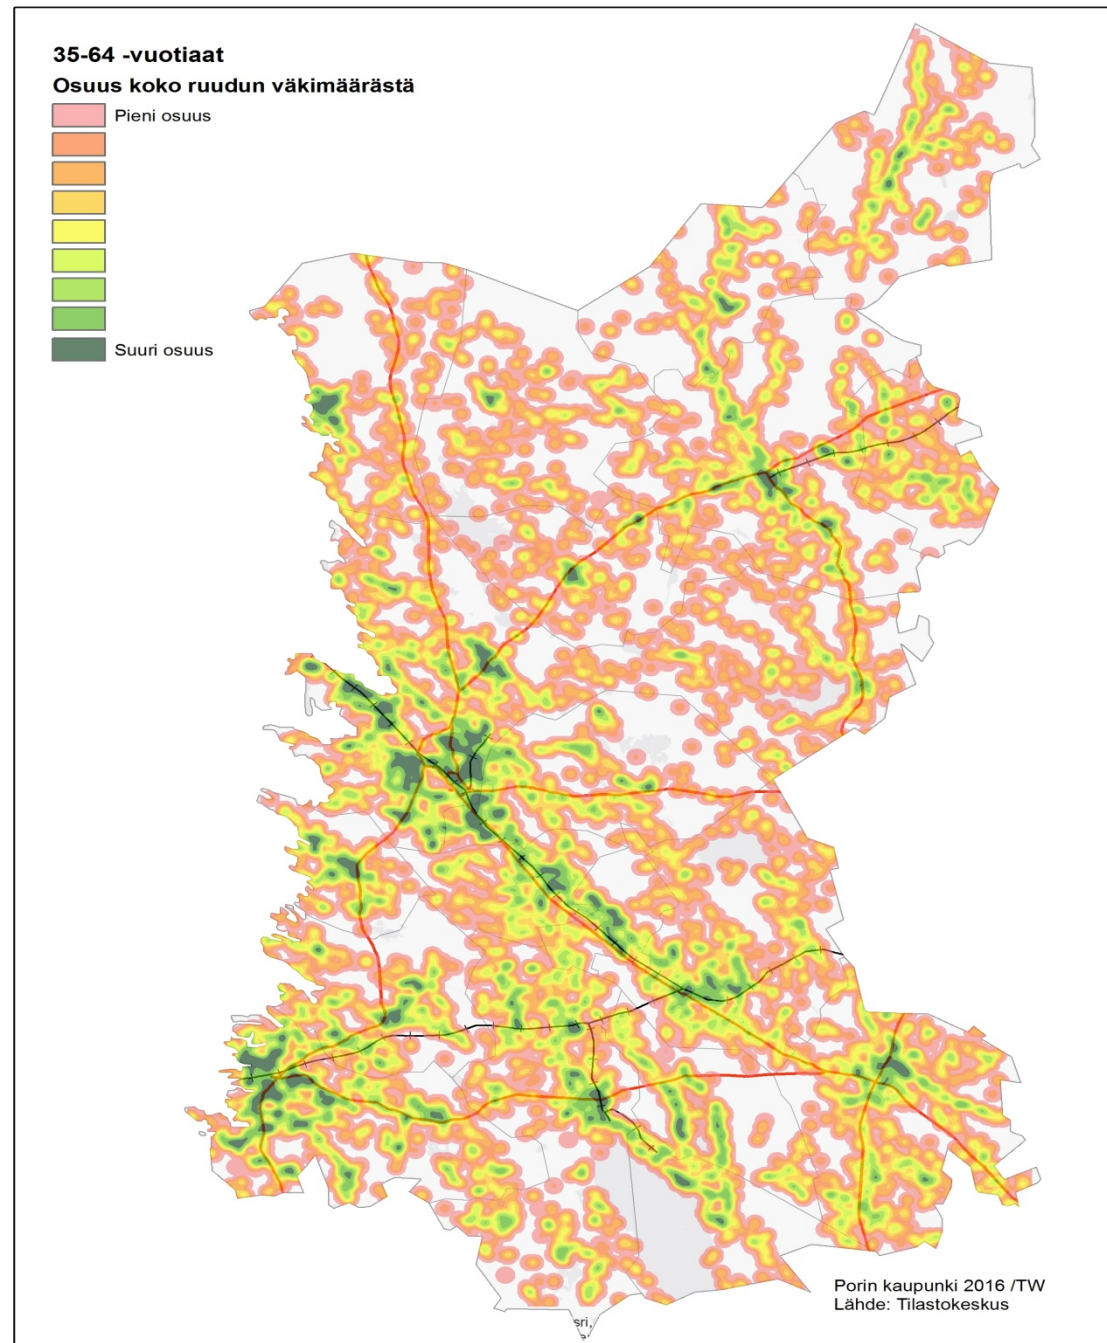 35-64 -vuotiaat
Osuus koko ruudun väkimäärästä
Pieni osuus
Suuri osuus
Porin kaupunki 2016 /TW
Lähde: Tilastokeskus